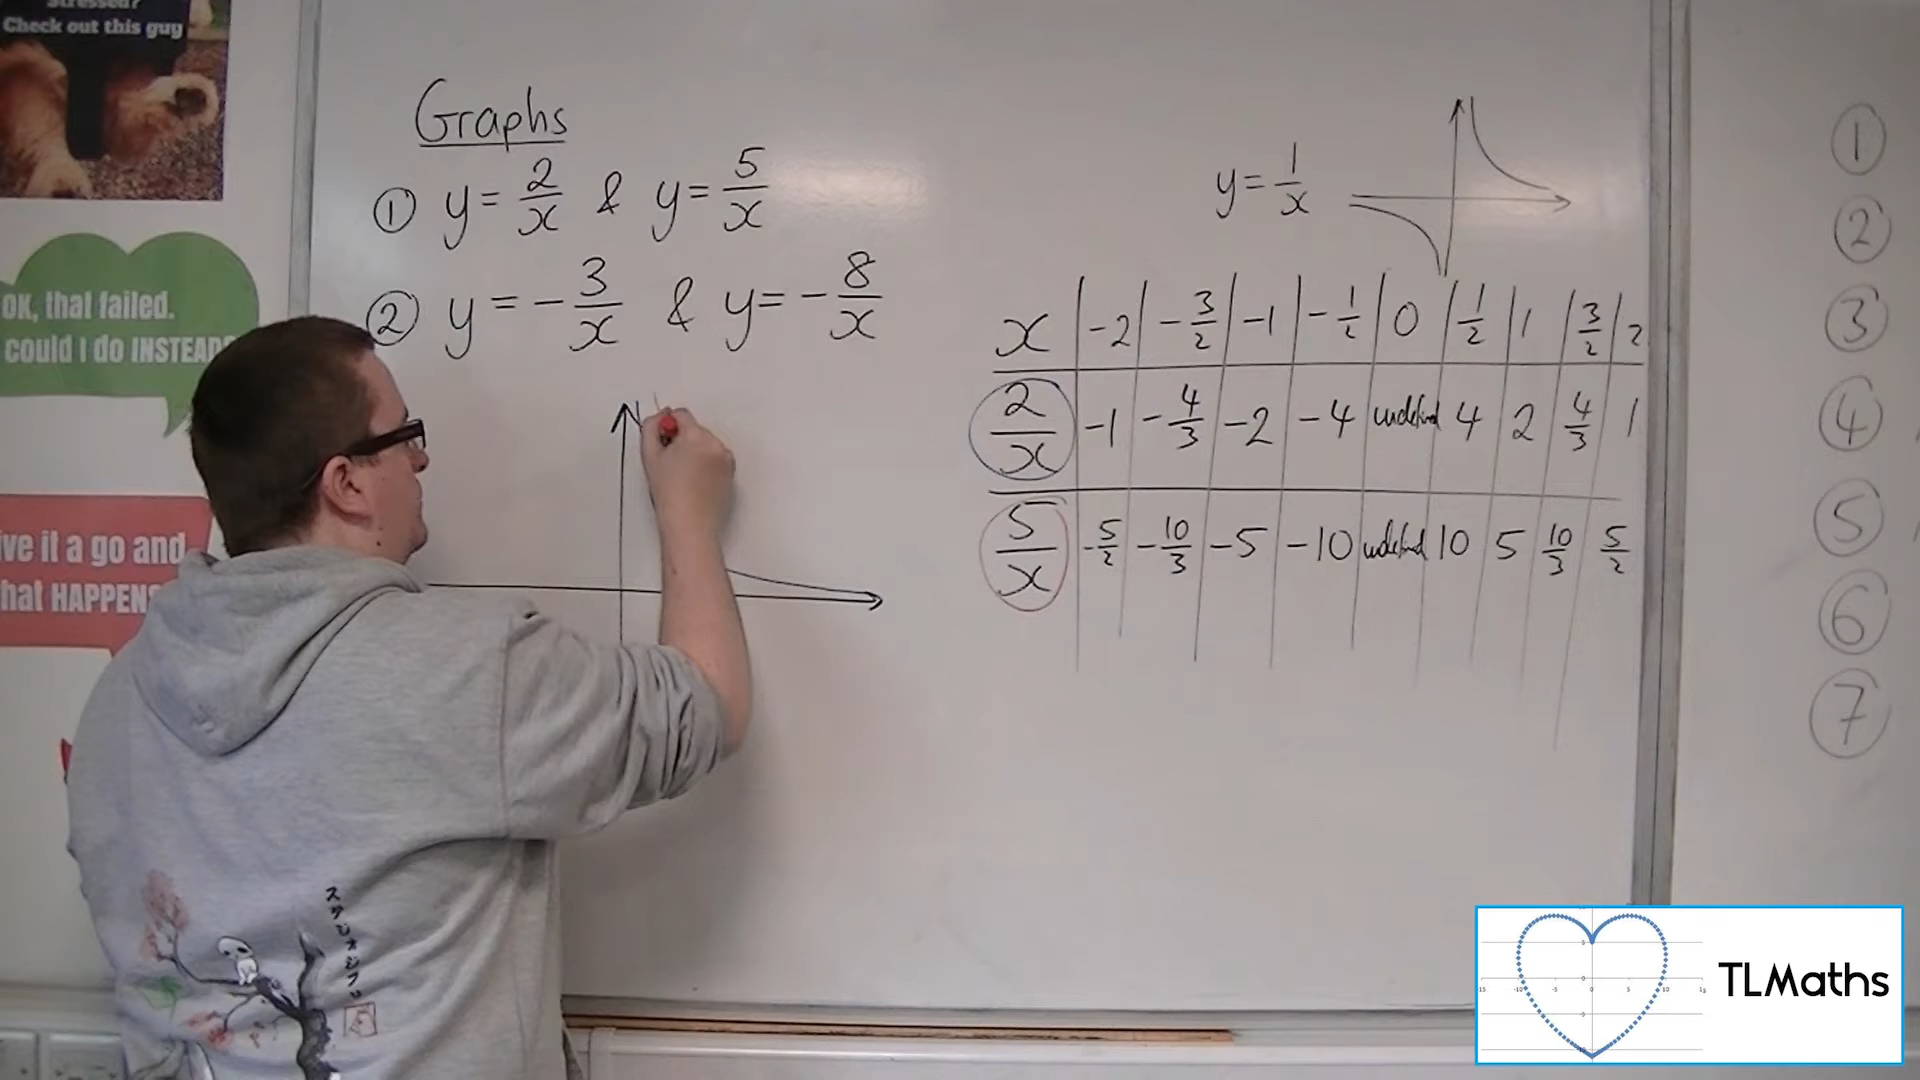 Check out this guy
OK, that failed.
could I do INSTEAD?
ive it a go and
hat HAPPENS
Graphs
① y = 2/x & y = 5/x
② y = -3/x & y = -8/x
y = 1/x
x | -2 | -3/2 | -1 | -1/2 | 0 | 1/2 | 1 | 3/2 | 2
2/x -1 -4/3 -2 -4 undefined 4 2 4/3 1
5/x -5/2 -10/3 -5 -10 undefined 10 5 10/3 5/2
①
②
③
④
⑤
⑥
⑦
TLMaths